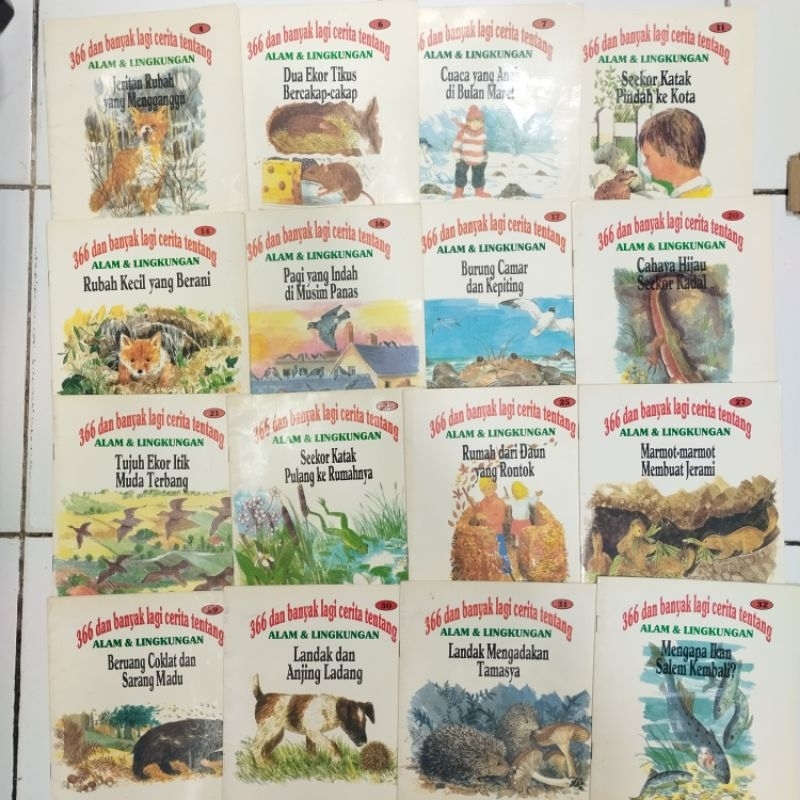 4
366 dan banyak lagi cerita tentang
ALAM & LINGKUNGAN
Jeritan Rubah
yang Mengganggu
6
366 dan banyak lagi cerita tentang
ALAM & LINGKUNGAN
Dua Ekor Tikus
Bercakap-cakap
7
dan banyak lagi cerita tentang
ALAM & LINGKUNGAN
Cuaca yang Aneh
di Bulan Maret
11
366 dan banyak lagi cerita tentang
ALAM & LINGKUNGAN
Seekor Katak
Pindah ke Kota
14
366 dan banyak lagi cerita tentang
ALAM & LINGKUNGAN
Rubah Kecil yang Berani
16
366 dan banyak lagi cerita tentang
ALAM & LINGKUNGAN
Pagi yang Indah
di Musim Panas
17
366 dan banyak lagi cerita tentang
ALAM & LINGKUNGAN
Burung Camar
dan Kepiting
20
366 dan banyak lagi cerita tentang
ALAM & LINGKUNGAN
Cahaya Hijau
Seekor Kadal
21
366 dan banyak lagi cerita tentang
ALAM & LINGKUNGAN
Tujuh Ekor Itik
Muda Terbang
366 dan banyak lagi cerita tentang
ALAM & LINGKUNGAN
Seekor Katak
Pulang ke Rumahnya
25
366 dan banyak lagi cerita tentang
ALAM & LINGKUNGAN
Rumah dari Daun
yang Rontok
27
366 dan banyak lagi cerita tentang
ALAM & LINGKUNGAN
Marmot-marmot
Membuat Jerami
29
366 dan banyak lagi cerita tentang
ALAM & LINGKUNGAN
Beruang Coklat dan
Sarang Madu
30
366 dan banyak lagi cerita tentang
ALAM & LINGKUNGAN
Landak dan
Anjing Ladang
31
366 dan banyak lagi cerita tentang
ALAM & LINGKUNGAN
Landak Mengadakan
Tamasya
32
366 dan banyak lagi cerita tentang
ALAM & LINGKUNGAN
Mengapa Ikan
Salem Kembali?